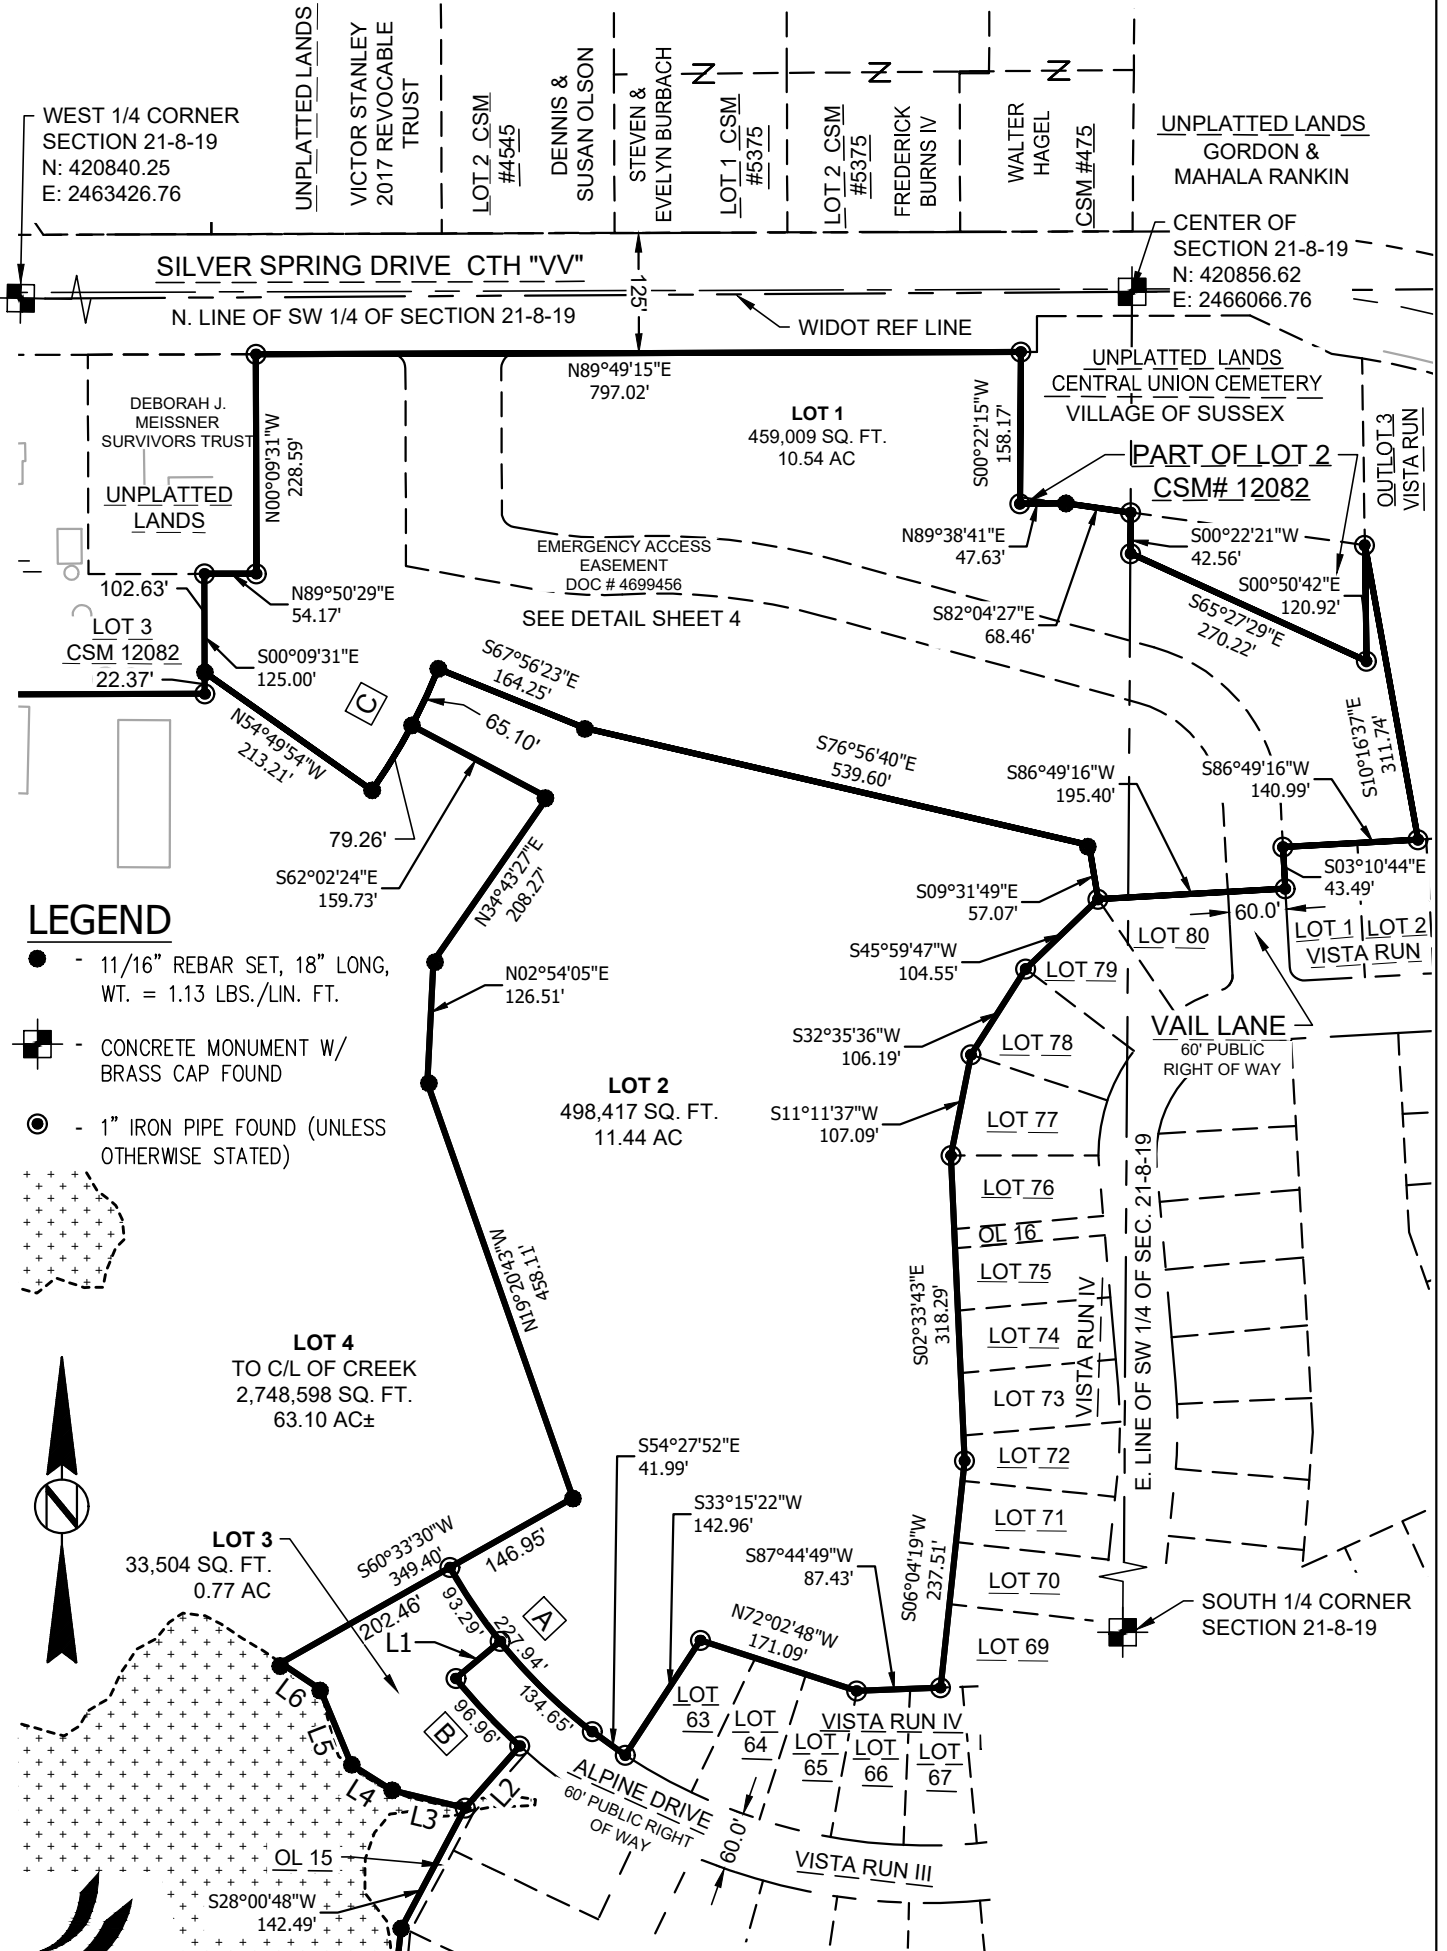 UNPLATTED LANDS
VICTOR STANLEY
2017 REVOCABLE
TRUST
LOT 2 CSM
#4545
DENNIS &
SUSAN OLSON
STEVEN &
EVELYN BURBACH
LOT 1 CSM
#5375
LOT 2 CSM
#5375
FREDERICK
BURNS IV
WALTER
HAGEL
CSM #475
UNPLATTED LANDS
GORDON &
MAHALA RANKIN
WEST 1/4 CORNER
SECTION 21-8-19
N: 420840.25
E: 2463426.76
CENTER OF
SECTION 21-8-19
N: 420856.62
E: 2466066.76
SILVER SPRING DRIVE CTH "VV"
125'
N. LINE OF SW 1/4 OF SECTION 21-8-19
WIDOT REF LINE
N89°49'15"E
797.02'
UNPLATTED LANDS
CENTRAL UNION CEMETERY
VILLAGE OF SUSSEX
DEBORAH J.
MEISSNER
SURVIVORS TRUST
UNPLATTED
LANDS
N00°09'31"W
228.59'
LOT 1
459,009 SQ. FT.
10.54 AC
S00°22'15"W
158.17'
PART OF LOT 2
CSM# 12082
OUTLOT 3
VISTA RUN
N89°38'41"E
47.63'
S00°22'21"W
42.56'
EMERGENCY ACCESS
EASEMENT
DOC # 4699456
SEE DETAIL SHEET 4
S82°04'27"E
68.46'
S00°50'42"E
120.92'
S65°27'29"E
270.22'
102.63'
N89°50'29"E
54.17'
LOT 3
CSM 12082
22.37'
S00°09'31"E
125.00'
S67°56'23"E
164.25'
C
65.10'
N54°49'54"W
213.21'
S76°56'40"E
539.60'
S86°49'16"W
195.40'
S86°49'16"W
140.99'
S10°16'37"E
311.74'
79.26'
S62°02'24"E
159.73'
N34°43'27"E
208.27'
S09°31'49"E
57.07'
S03°10'44"E
43.49'
60.0'
LOT 80
LOT 1
LOT 2
VISTA RUN
LEGEND
- 11/16" REBAR SET, 18" LONG,
WT. = 1.13 LBS./LIN. FT.
- CONCRETE MONUMENT W/
BRASS CAP FOUND
- 1" IRON PIPE FOUND (UNLESS
OTHERWISE STATED)
N02°54'05"E
126.51'
S45°59'47"W
104.55'
LOT 79
VAIL LANE
60' PUBLIC
RIGHT OF WAY
S32°35'36"W
106.19'
LOT 78
LOT 2
498,417 SQ. FT.
11.44 AC
S11°11'37"W
107.09'
LOT 77
LOT 76
OL 16
LOT 75
LOT 74
LOT 73
LOT 72
LOT 71
LOT 70
LOT 69
S02°33'43"E
318.29'
VISTA RUN IV
E. LINE OF SW 1/4 OF SEC. 21-8-19
N19°20'43"W
458.11'
LOT 4
TO C/L OF CREEK
2,748,598 SQ. FT.
63.10 AC±
N
S54°27'52"E
41.99'
S33°15'22"W
142.96'
S87°44'49"W
87.43'
S06°04'19"W
237.51'
SOUTH 1/4 CORNER
SECTION 21-8-19
LOT 3
33,504 SQ. FT.
0.77 AC
S60°33'30"W
349.40'
146.95'
202.46'
93.29'
A
227.94'
134.65'
L1
N72°02'48"W
171.09'
B
96.96'
L6
L5
L4
L3
L2
LOT
63
LOT
64
LOT
65
LOT
66
LOT
67
VISTA RUN IV
ALPINE DRIVE
60' PUBLIC RIGHT
OF WAY
60.0'
VISTA RUN III
OL 15
S28°00'48"W
142.49'